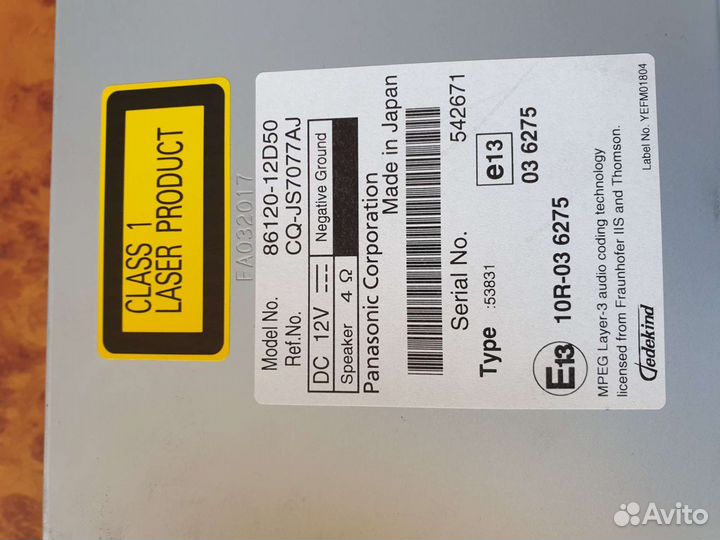 CLASS 1
LASER PRODUCT
FA032017
Model No. 86120-12D50
Ref.No. CQ-JS7077AJ
DC 12V Negative Ground
Speaker 4 Ω
Panasonic Corporation
Made in Japan
Serial No. 542671
Type :53831
e13
03 6275
E13 10R-03 6275
MPEG Layer-3 audio coding technology
licensed from Fraunhofer IIS and Thomson.
Jedekind
Label No. YEFM01804
Avito